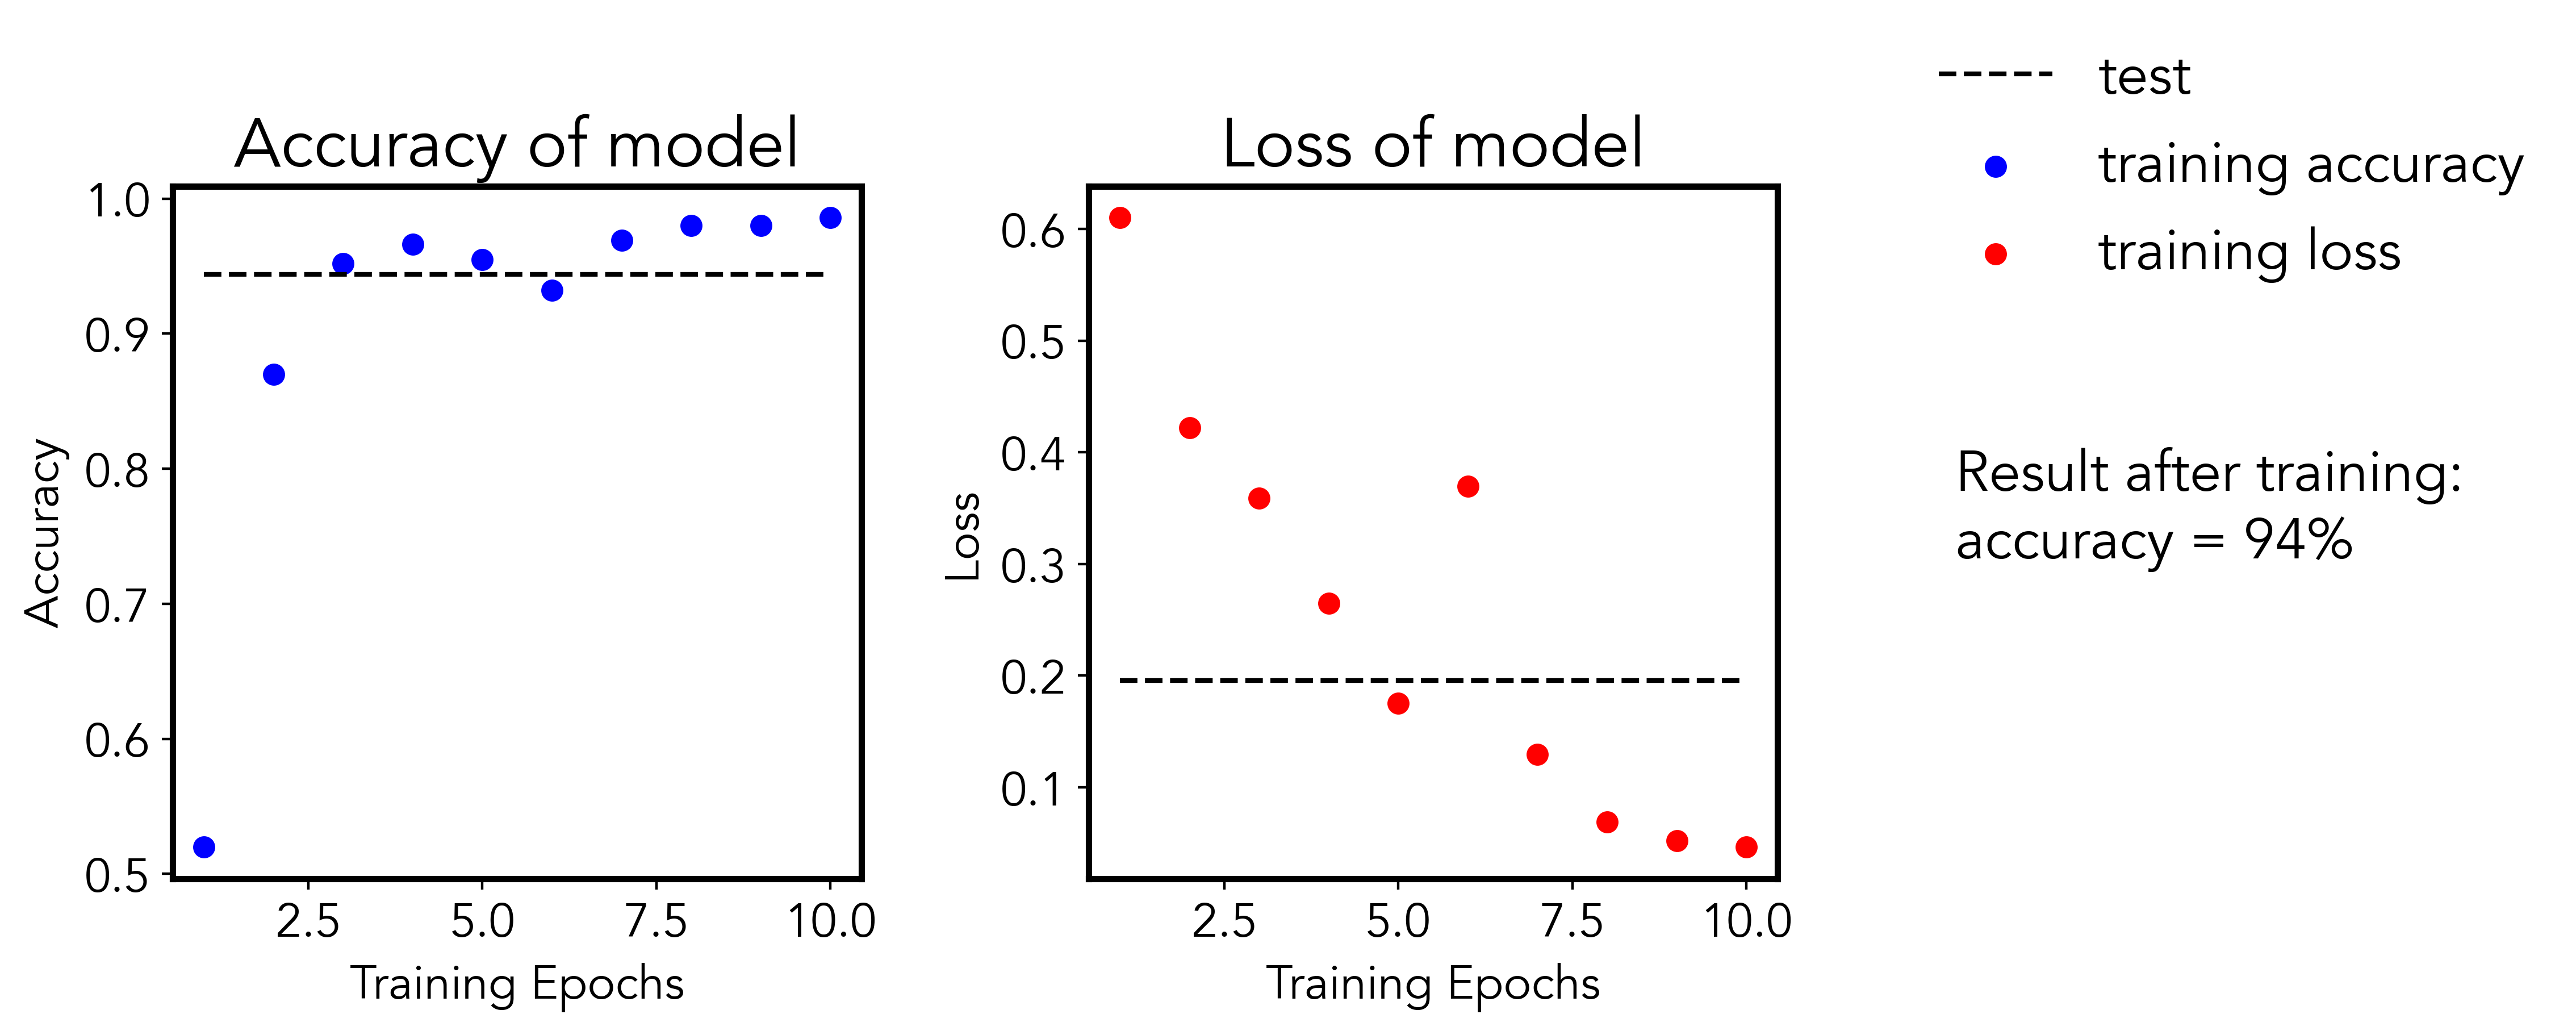 Accuracy of model
1.0
0.9
0.8
0.7
0.6
0.5
Accuracy
2.5 5.0 7.5 10.0
Training Epochs
Loss of model
0.6
0.5
0.4
0.3
0.2
0.1
Loss
2.5 5.0 7.5 10.0
Training Epochs
test
training accuracy
training loss
Result after training:
accuracy = 94%